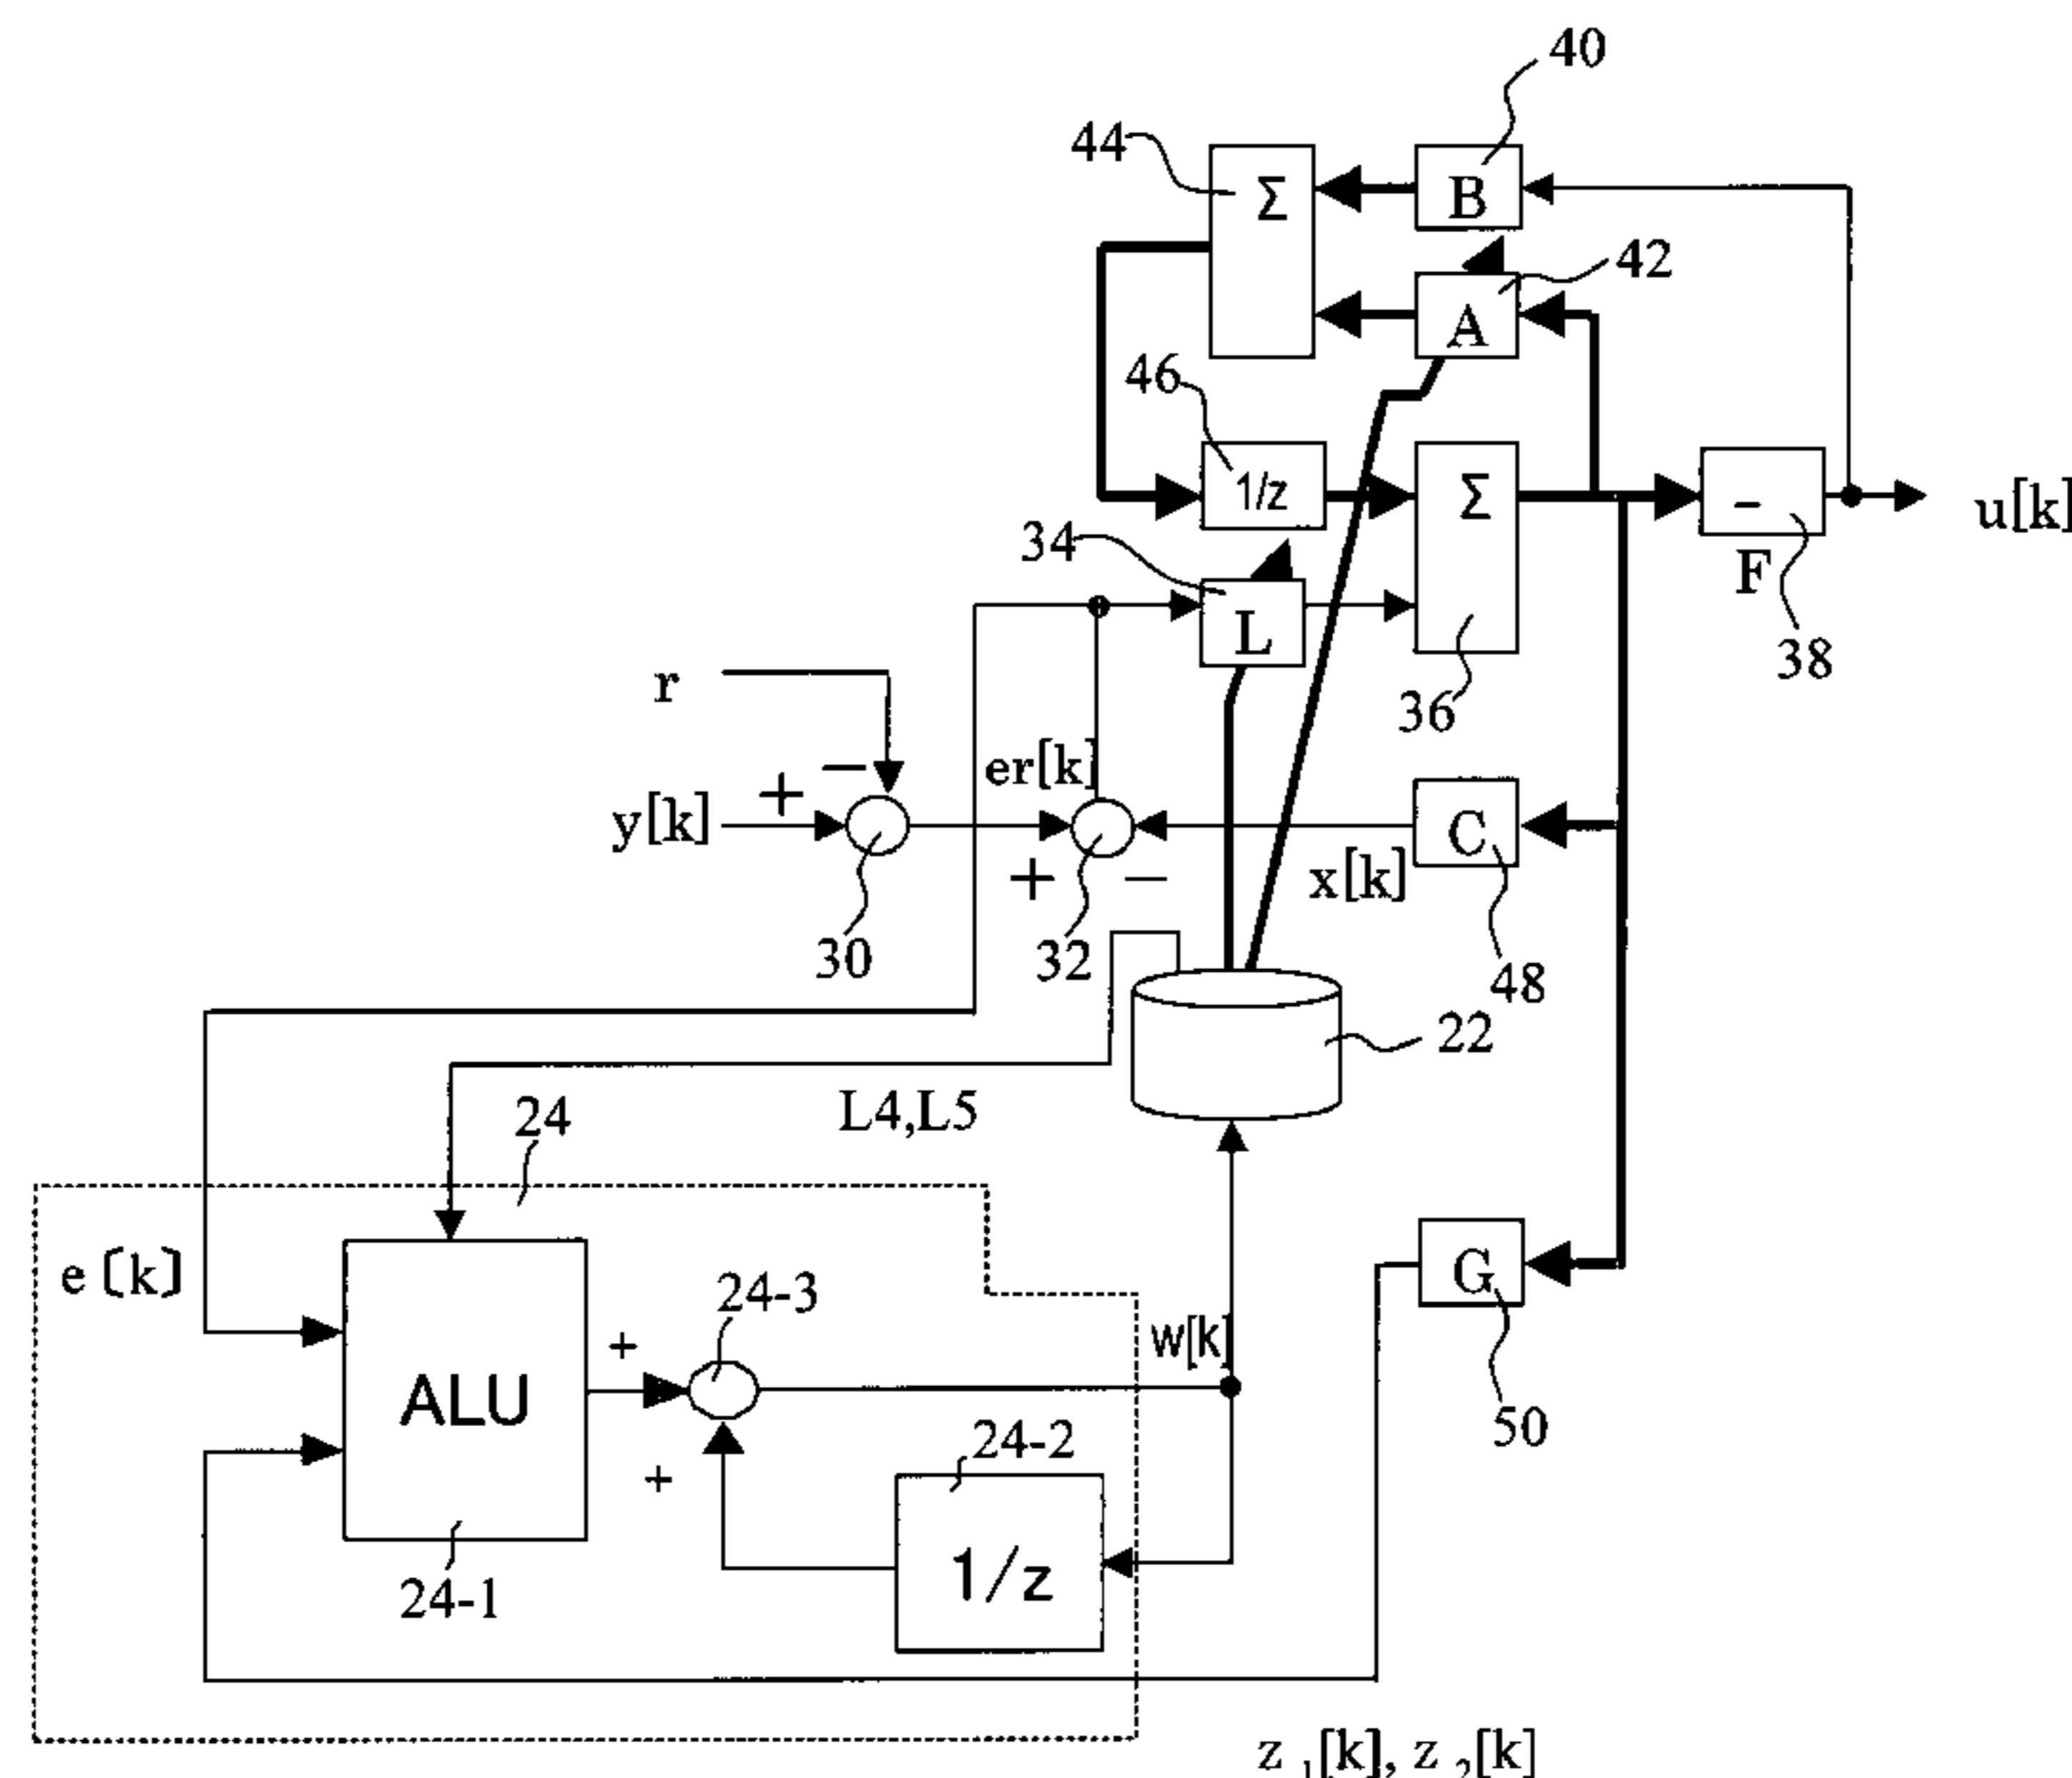 40
44
Σ
B
42
A
46
1/z
Σ
-
u[k]
34
F
L
38
r
36
−
er[k]
+
y[k]
C
+
−
x[k]
30
32
48
22
L4,L5
24
e〔k〕
G
24-3
w[k]
+
ALU
50
24-2
+
1/z
24-1
z 1[k], z 2[k]